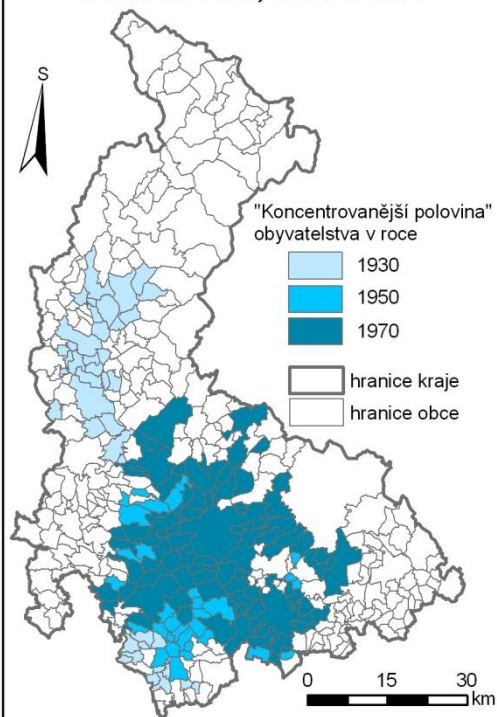 S
"Koncentrovanější polovina"
obyvatelstva v roce
1930
1950
1970
hranice kraje
hranice obce
0 15 30
km